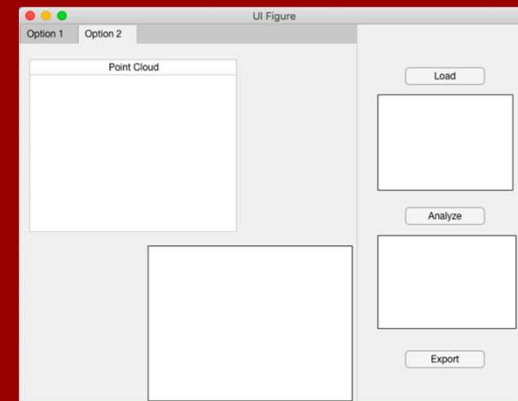 UI Figure
Option 1 Option 2
Point Cloud
Load
Analyze
Export